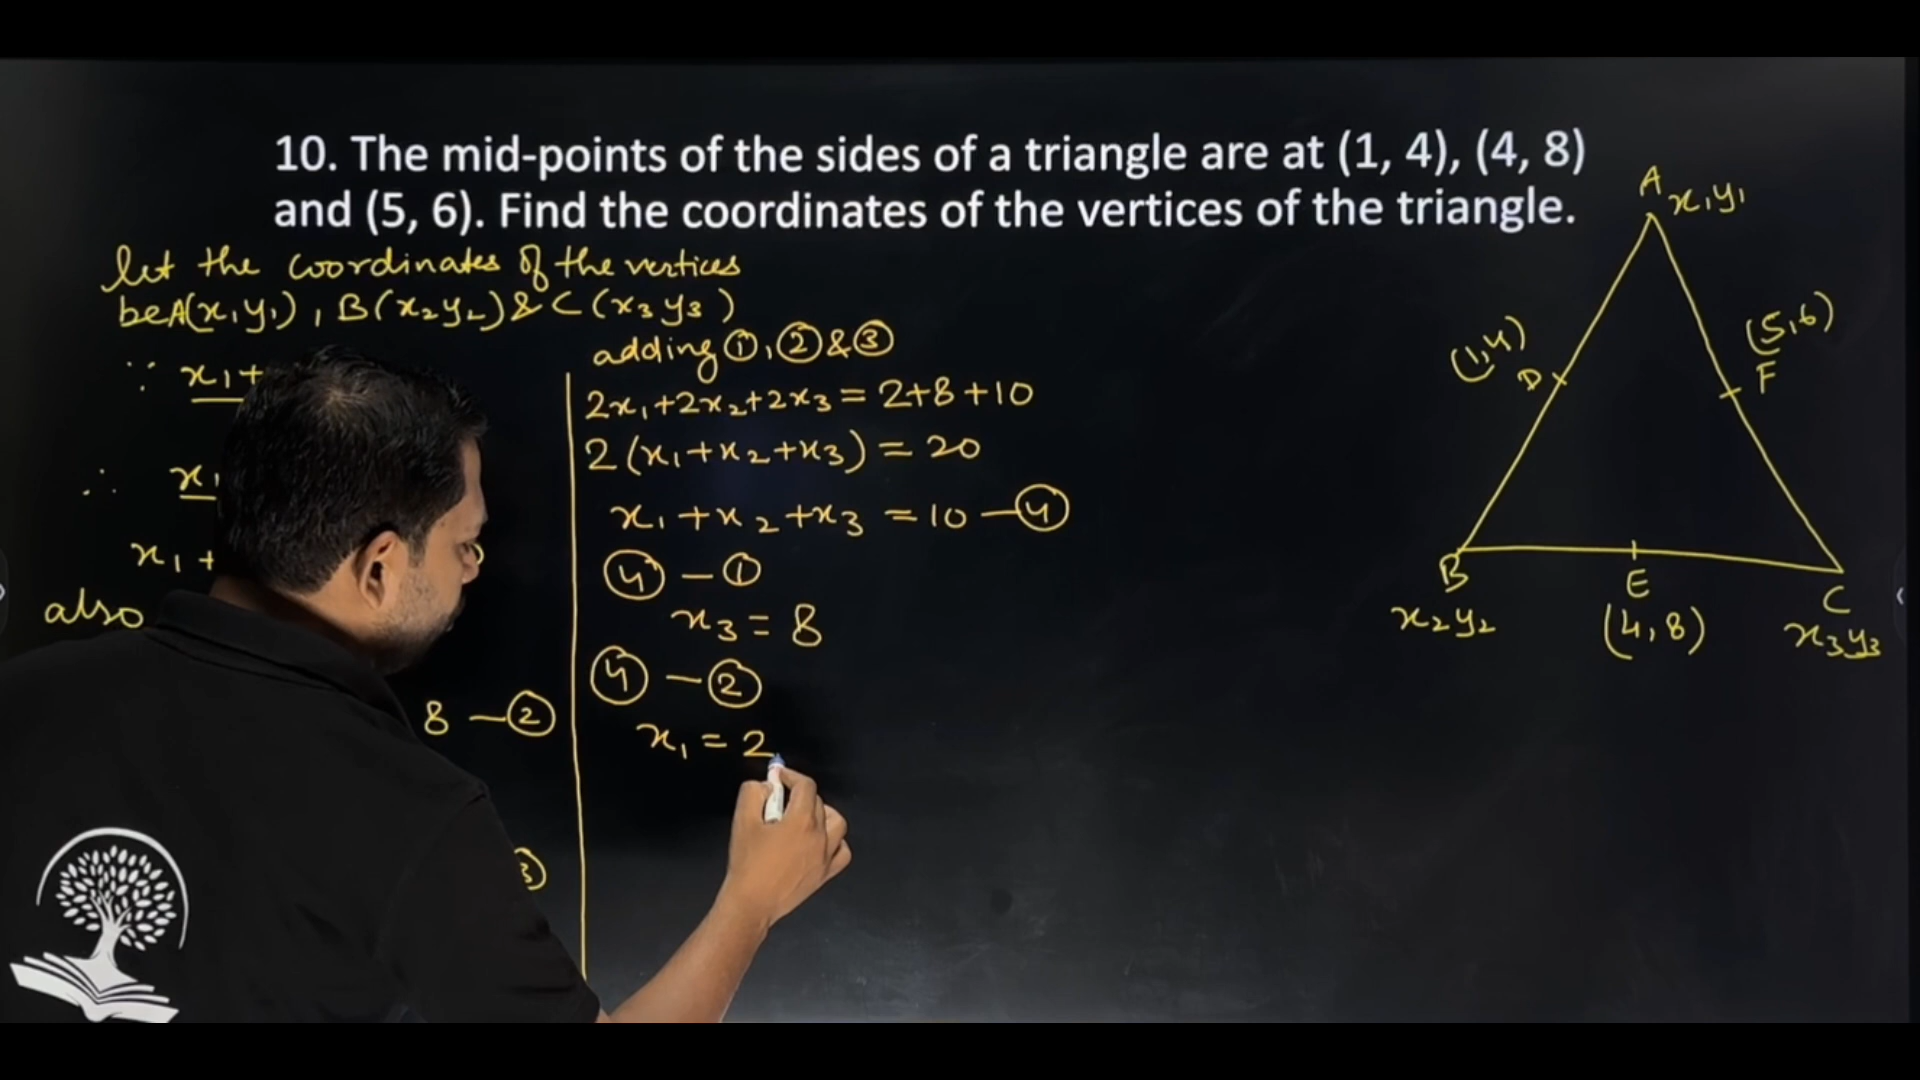 10. The mid-points of the sides of a triangle are at (1, 4), (4, 8)
and (5, 6). Find the coordinates of the vertices of the triangle.
let the coordinates of the vertices
be A(x₁y₁), B(x₂y₂) & C(x₃y₃)
∵ x₁+
∴ x₁
x₁+
also
8 —②
③
adding ①, ② & ③
2x₁+2x₂+2x₃ = 2+8+10
2(x₁+x₂+x₃) = 20
x₁+x₂+x₃ = 10 —④
④ – ①
x₃ = 8
④ – ②
x₁ = 2
A x₁y₁
(1,4)
D
(5,6)
F
B
x₂y₂
E
(4,8)
C
x₃y₃